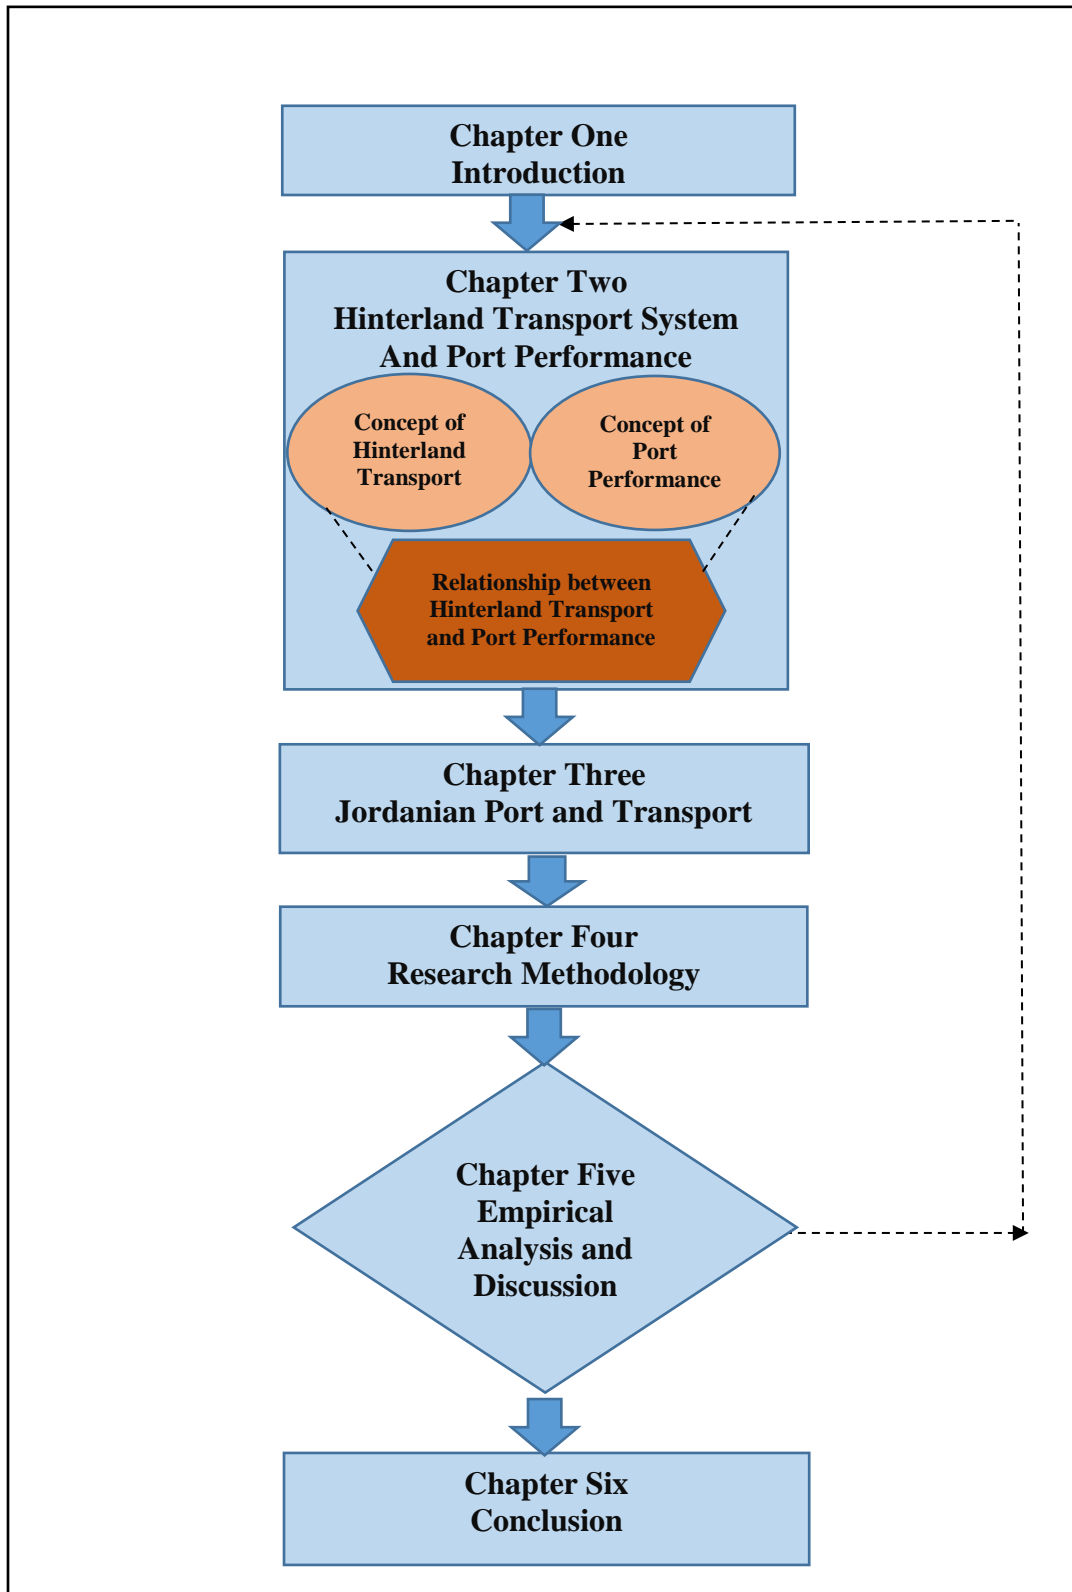 Chapter One
Introduction
Chapter Two
Hinterland Transport System
And Port Performance
Concept of
Hinterland
Transport
Concept of
Port
Performance
Relationship between
Hinterland Transport
and Port Performance
Chapter Three
Jordanian Port and Transport
Chapter Four
Research Methodology
Chapter Five
Empirical
Analysis and
Discussion
Chapter Six
Conclusion